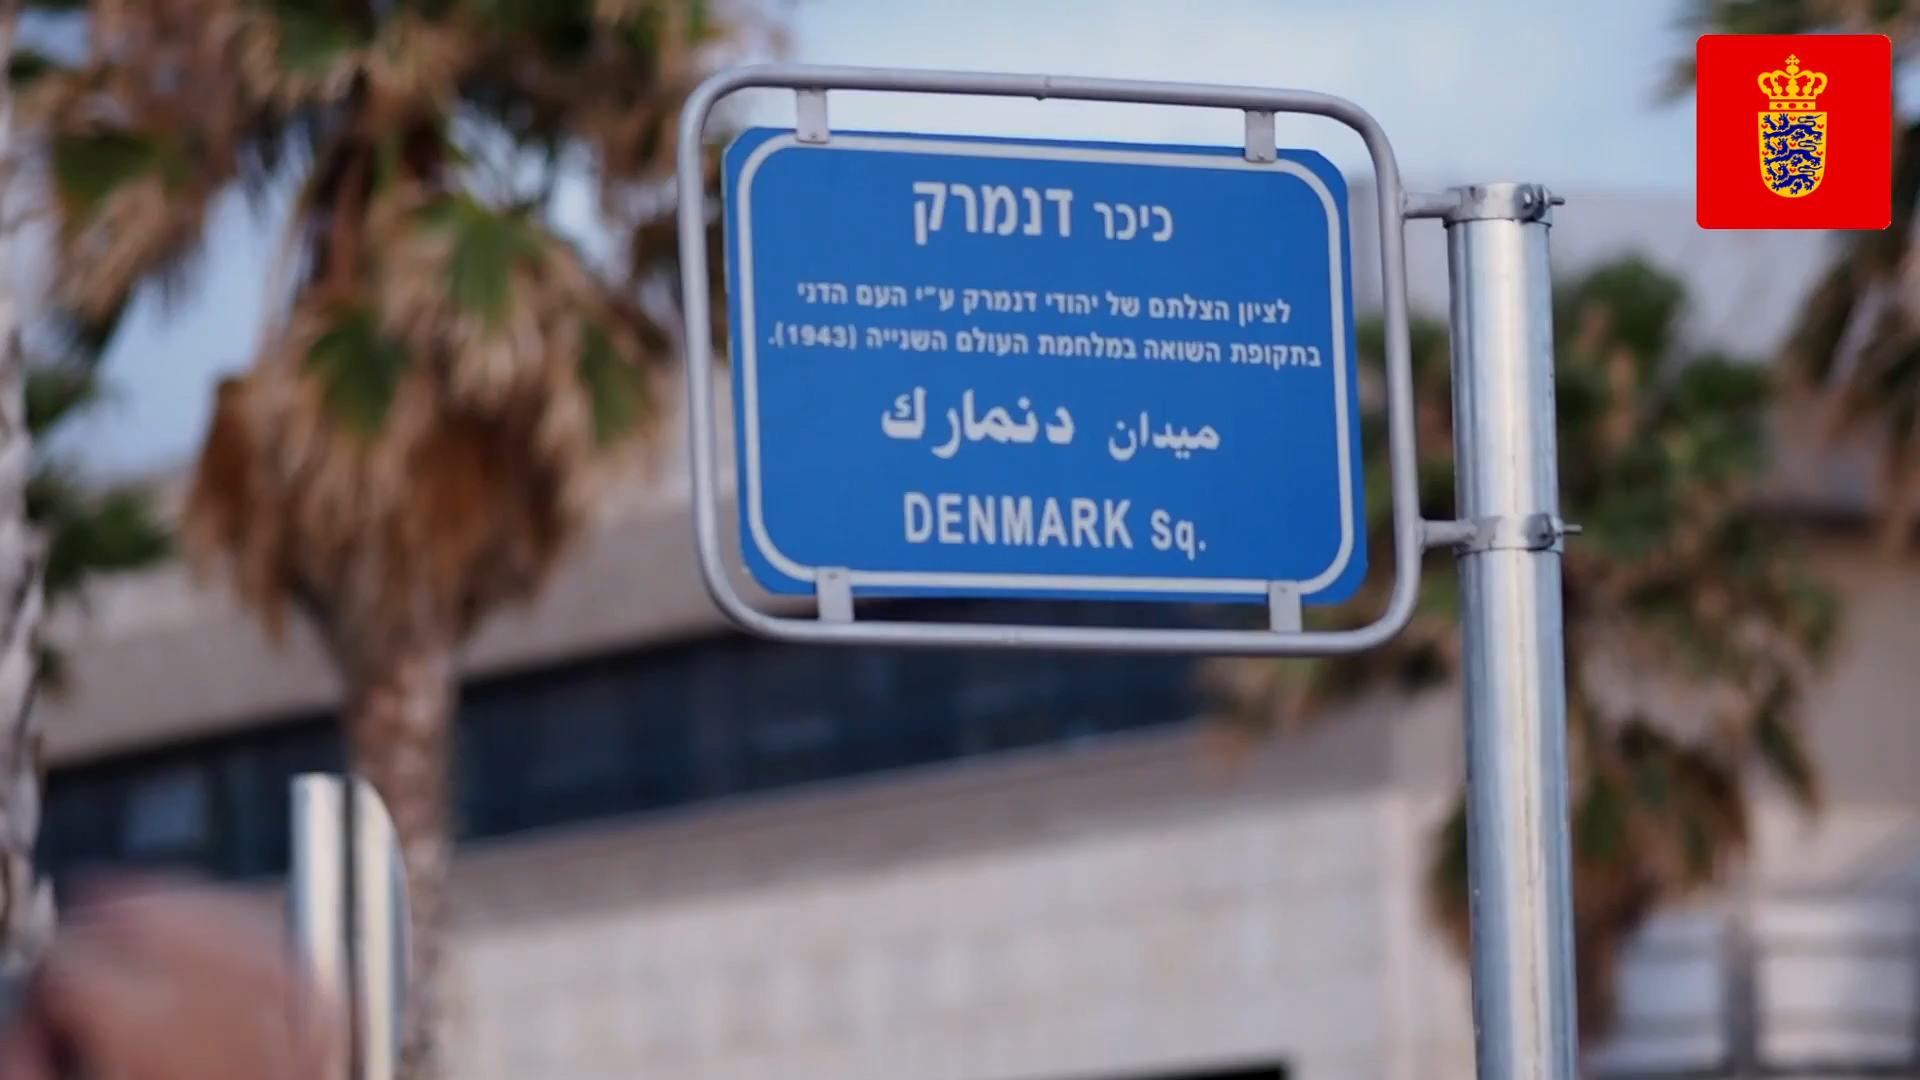 כיכר דנמרק
לציון הצלתם של יהודי דנמרק ע״י העם הדני
בתקופת השואה במלחמת העולם השנייה (1943).
ميدان دنمارك
DENMARK Sq.